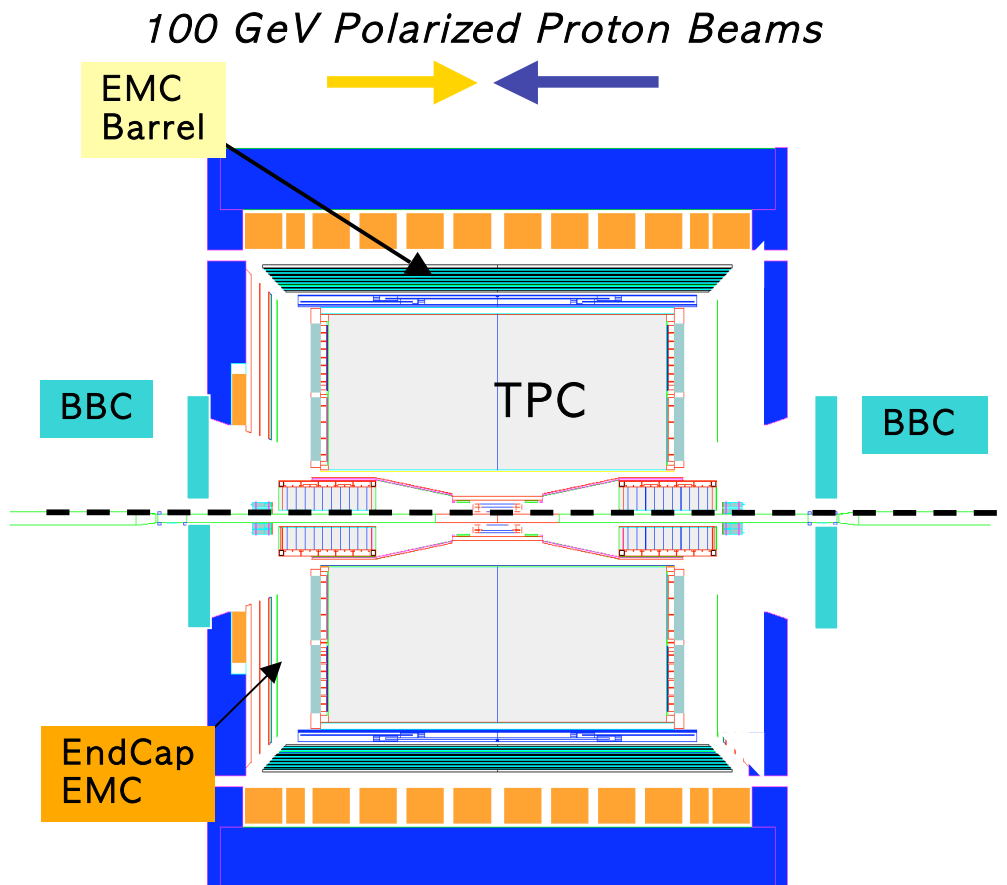 100 GeV Polarized Proton Beams
EMC
Barrel
TPC
BBC
BBC
EndCap
EMC